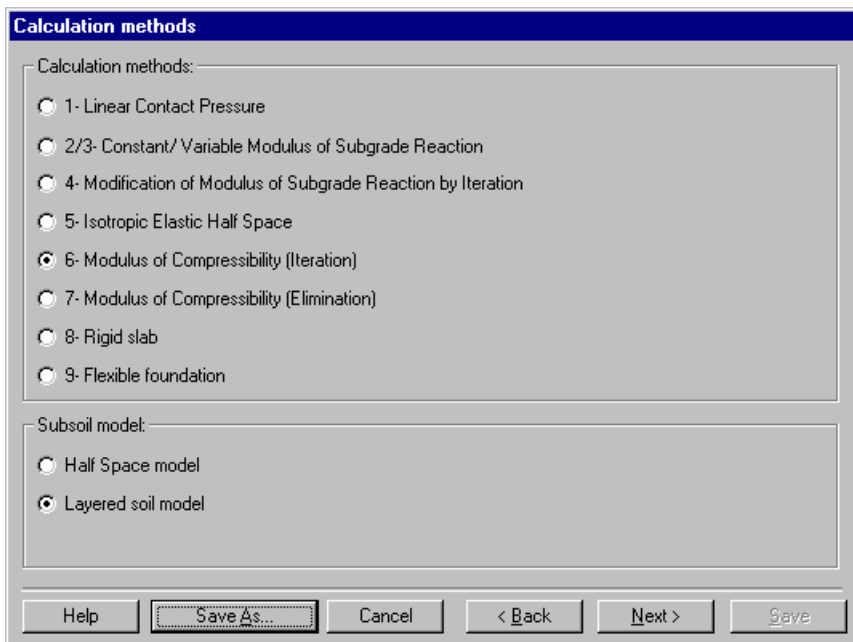 Calculation methods
Calculation methods:
1- Linear Contact Pressure
2/3- Constant/ Variable Modulus of Subgrade Reaction
4- Modification of Modulus of Subgrade Reaction by Iteration
5- Isotropic Elastic Half Space
6- Modulus of Compressibility (Iteration)
7- Modulus of Compressibility (Elimination)
8- Rigid slab
9- Flexible foundation
Subsoil model:
Half Space model
Layered soil model
Help Save As... Cancel < Back Next > Save